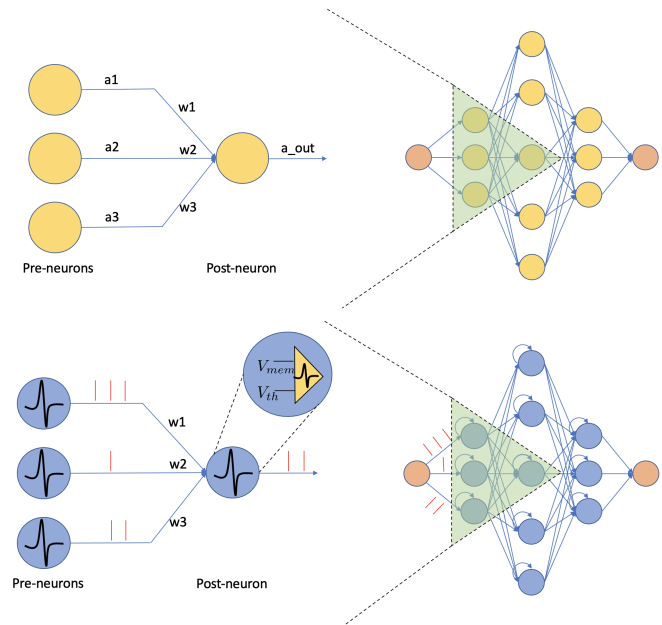 a1
w1
a2
w2
a_out
a3
w3
Pre-neurons
Post-neuron
V_mem
V_th
w1
w2
w3
Pre-neurons
Post-neuron